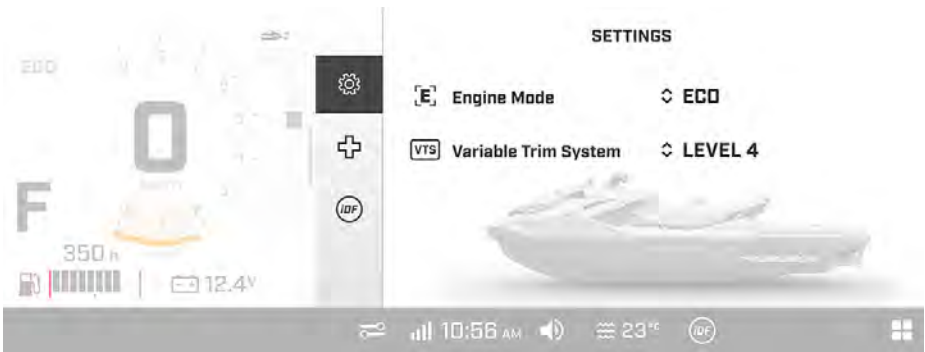 SETTINGS
ECO
[E] Engine Mode ECO
VTS Variable Trim System LEVEL 4
iDF
0
F
350 h
12.4V
10:56 AM 23°C iDF